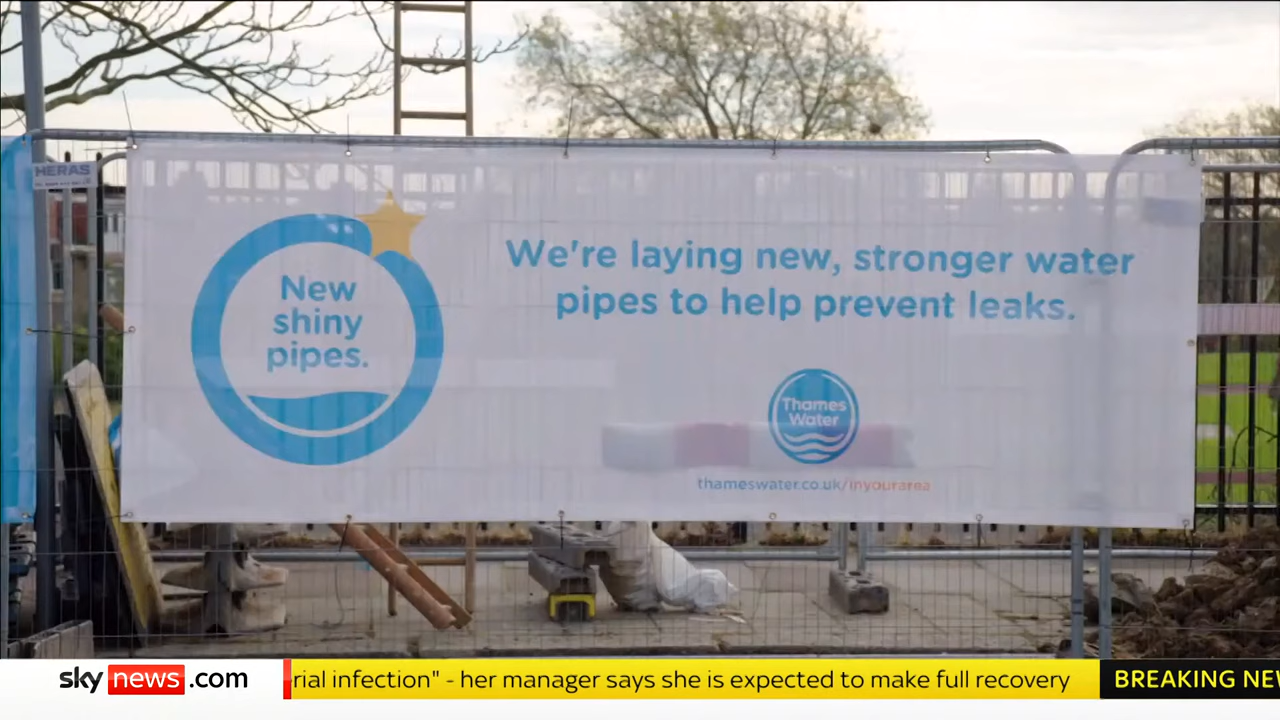 HERAS
New
shiny
pipes.
We're laying new, stronger water
pipes to help prevent leaks.
Thames
Water
thameswater.co.uk/inyourarea
sky news .com
rial infection" - her manager says she is expected to make full recovery
BREAKING NEW